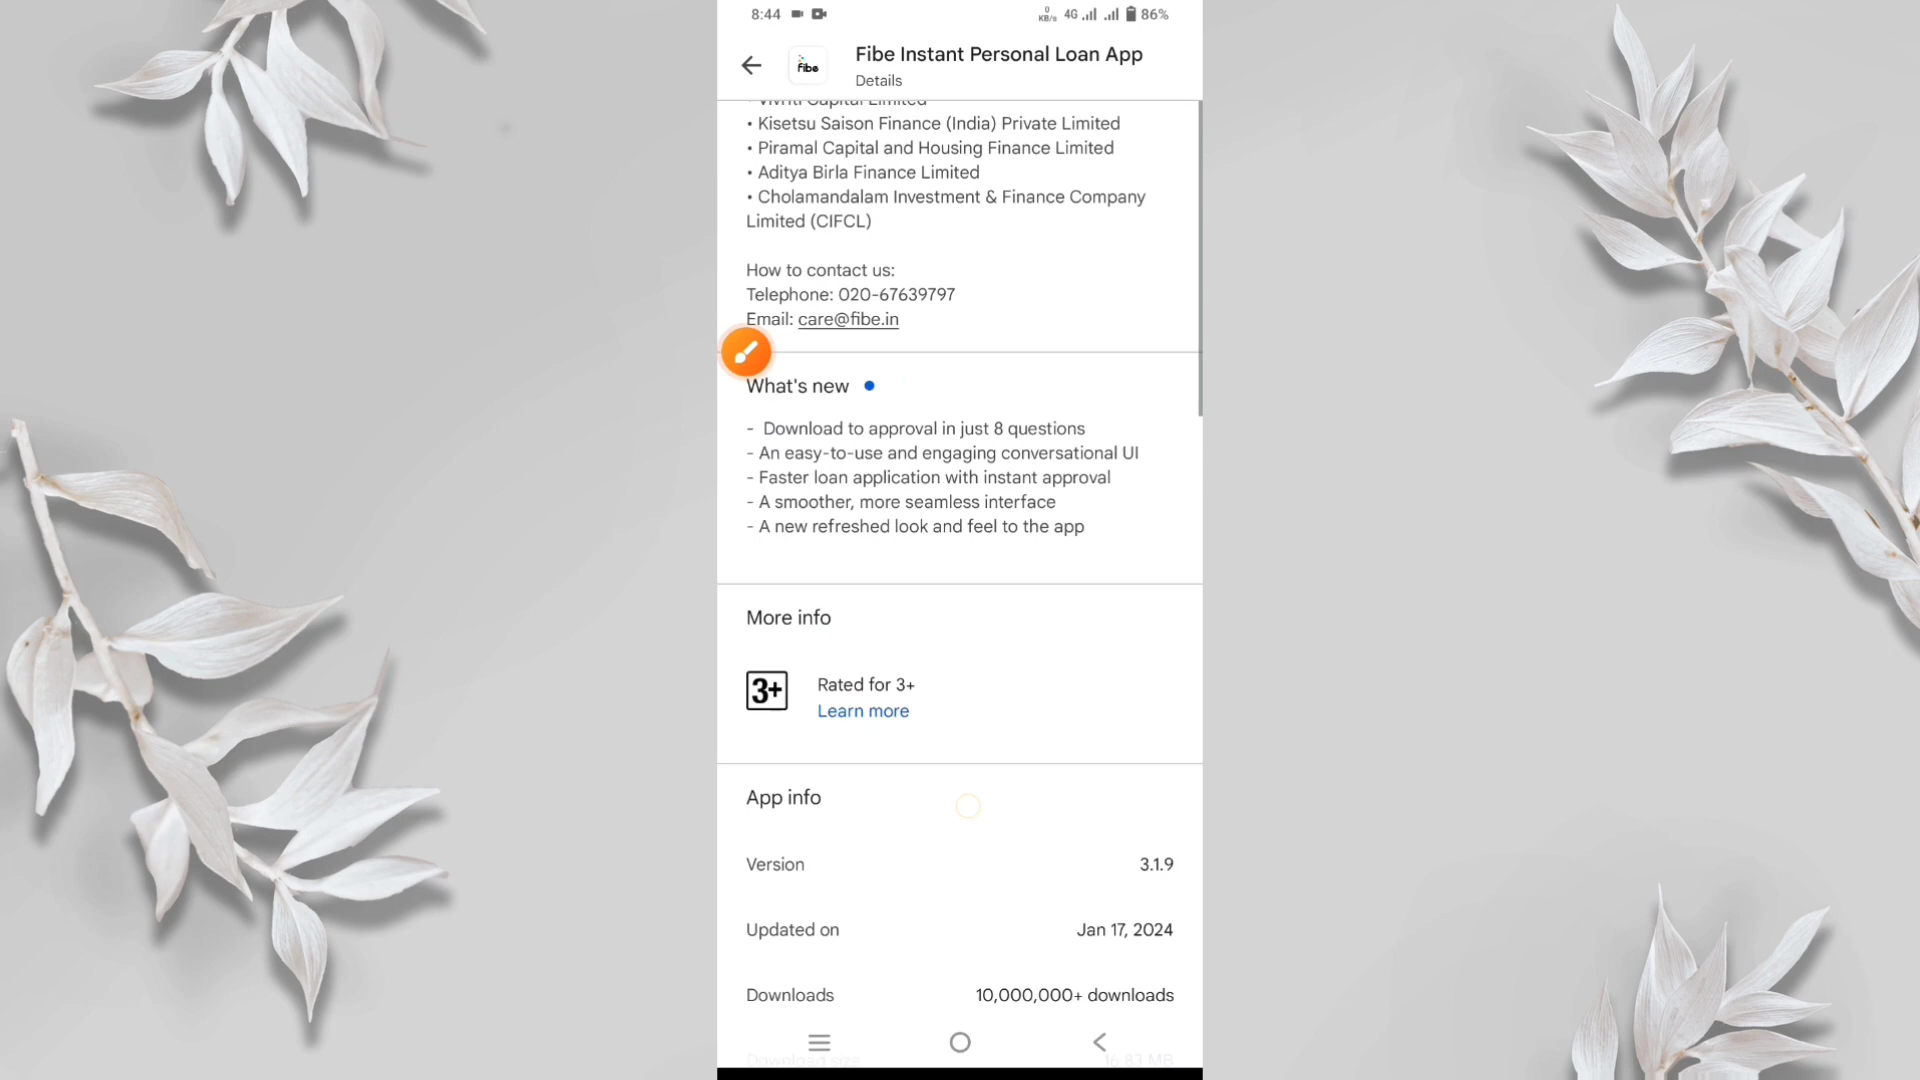 8:44
0 KB/s 4G 86%
fibe
Fibe Instant Personal Loan App
Details
• Vivriti Capital Limited
• Kisetsu Saison Finance (India) Private Limited
• Piramal Capital and Housing Finance Limited
• Aditya Birla Finance Limited
• Cholamandalam Investment & Finance Company
Limited (CIFCL)
How to contact us:
Telephone: 020-67639797
Email: care@fibe.in
What's new
- Download to approval in just 8 questions
- An easy-to-use and engaging conversational UI
- Faster loan application with instant approval
- A smoother, more seamless interface
- A new refreshed look and feel to the app
More info
3+
Rated for 3+
Learn more
App info
Version 3.1.9
Updated on Jan 17, 2024
Downloads 10,000,000+ downloads
Download size 16.83 MB